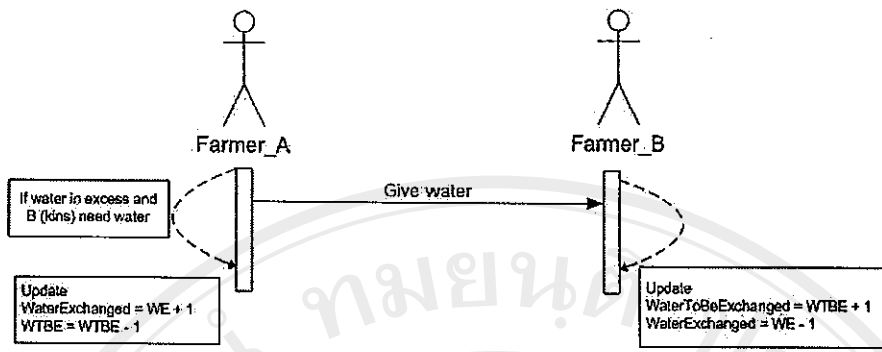 Farmer_A
Farmer_B
If water in excess and
B (kins) need water
Give water
Update
WaterExchanged = WE + 1
WTBE = WTBE - 1
Update
WaterToBeExchanged = WTBE + 1
WaterExchanged = WE - 1